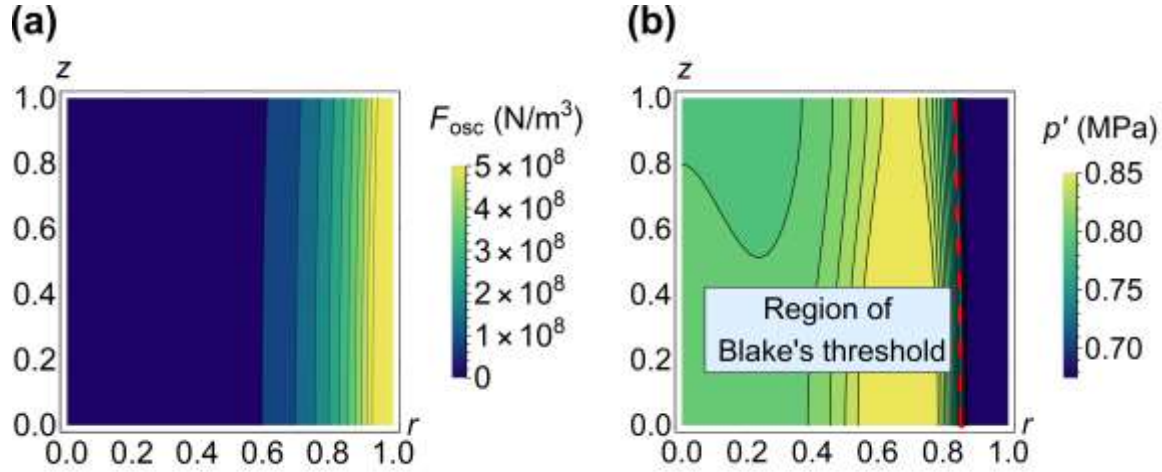 (a)
z
1.0
0.8
0.6
0.4
0.2
0.0
0.0 0.2 0.4 0.6 0.8 1.0
r
F_osc (N/m³)
5 × 10⁸
4 × 10⁸
3 × 10⁸
2 × 10⁸
1 × 10⁸
0
(b)
z
1.0
0.8
0.6
0.4
0.2
0.0
0.0 0.2 0.4 0.6 0.8 1.0
r
Region of
Blake's threshold
p′ (MPa)
0.85
0.80
0.75
0.70